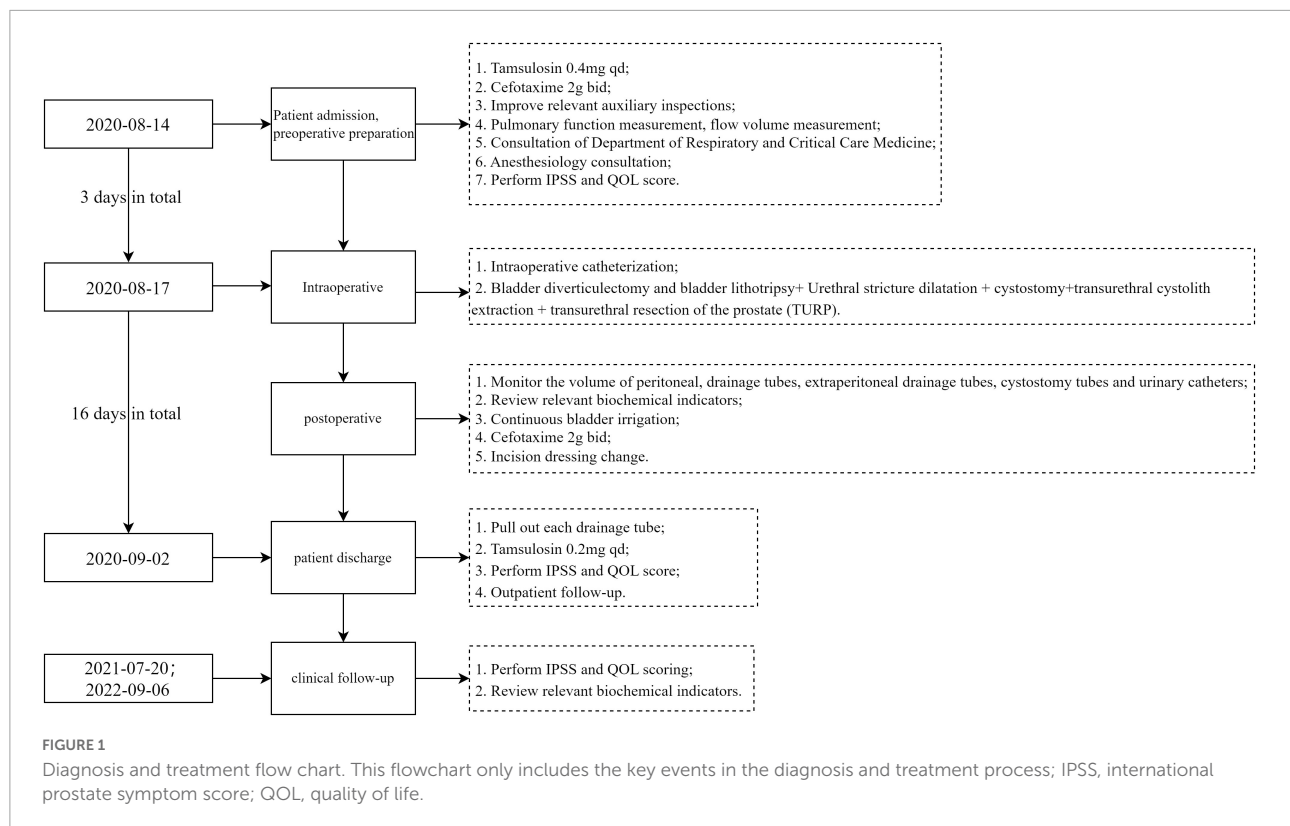 2020-08-14
Patient admission,
preoperative preparation
1. Tamsulosin 0.4mg qd;
2. Cefotaxime 2g bid;
3. Improve relevant auxiliary inspections;
4. Pulmonary function measurement, flow volume measurement;
5. Consultation of Department of Respiratory and Critical Care Medicine;
6. Anesthesiology consultation;
7. Perform IPSS and QOL score.
3 days in total
2020-08-17
Intraoperative
1. Intraoperative catheterization;
2. Bladder diverticulectomy and bladder lithotripsy+ Urethral stricture dilatation + cystostomy+transurethral cystolith
extraction + transurethral resection of the prostate (TURP).
16 days in total
postoperative
1. Monitor the volume of peritoneal, drainage tubes, extraperitoneal drainage tubes, cystostomy tubes and urinary catheters;
2. Review relevant biochemical indicators;
3. Continuous bladder irrigation;
4. Cefotaxime 2g bid;
5. Incision dressing change.
2020-09-02
patient discharge
1. Pull out each drainage tube;
2. Tamsulosin 0.2mg qd;
3. Perform IPSS and QOL score;
4. Outpatient follow-up.
2021-07-20；
2022-09-06
clinical follow-up
1. Perform IPSS and QOL scoring;
2. Review relevant biochemical indicators.
FIGURE 1
Diagnosis and treatment flow chart. This flowchart only includes the key events in the diagnosis and treatment process; IPSS, international
prostate symptom score; QOL, quality of life.